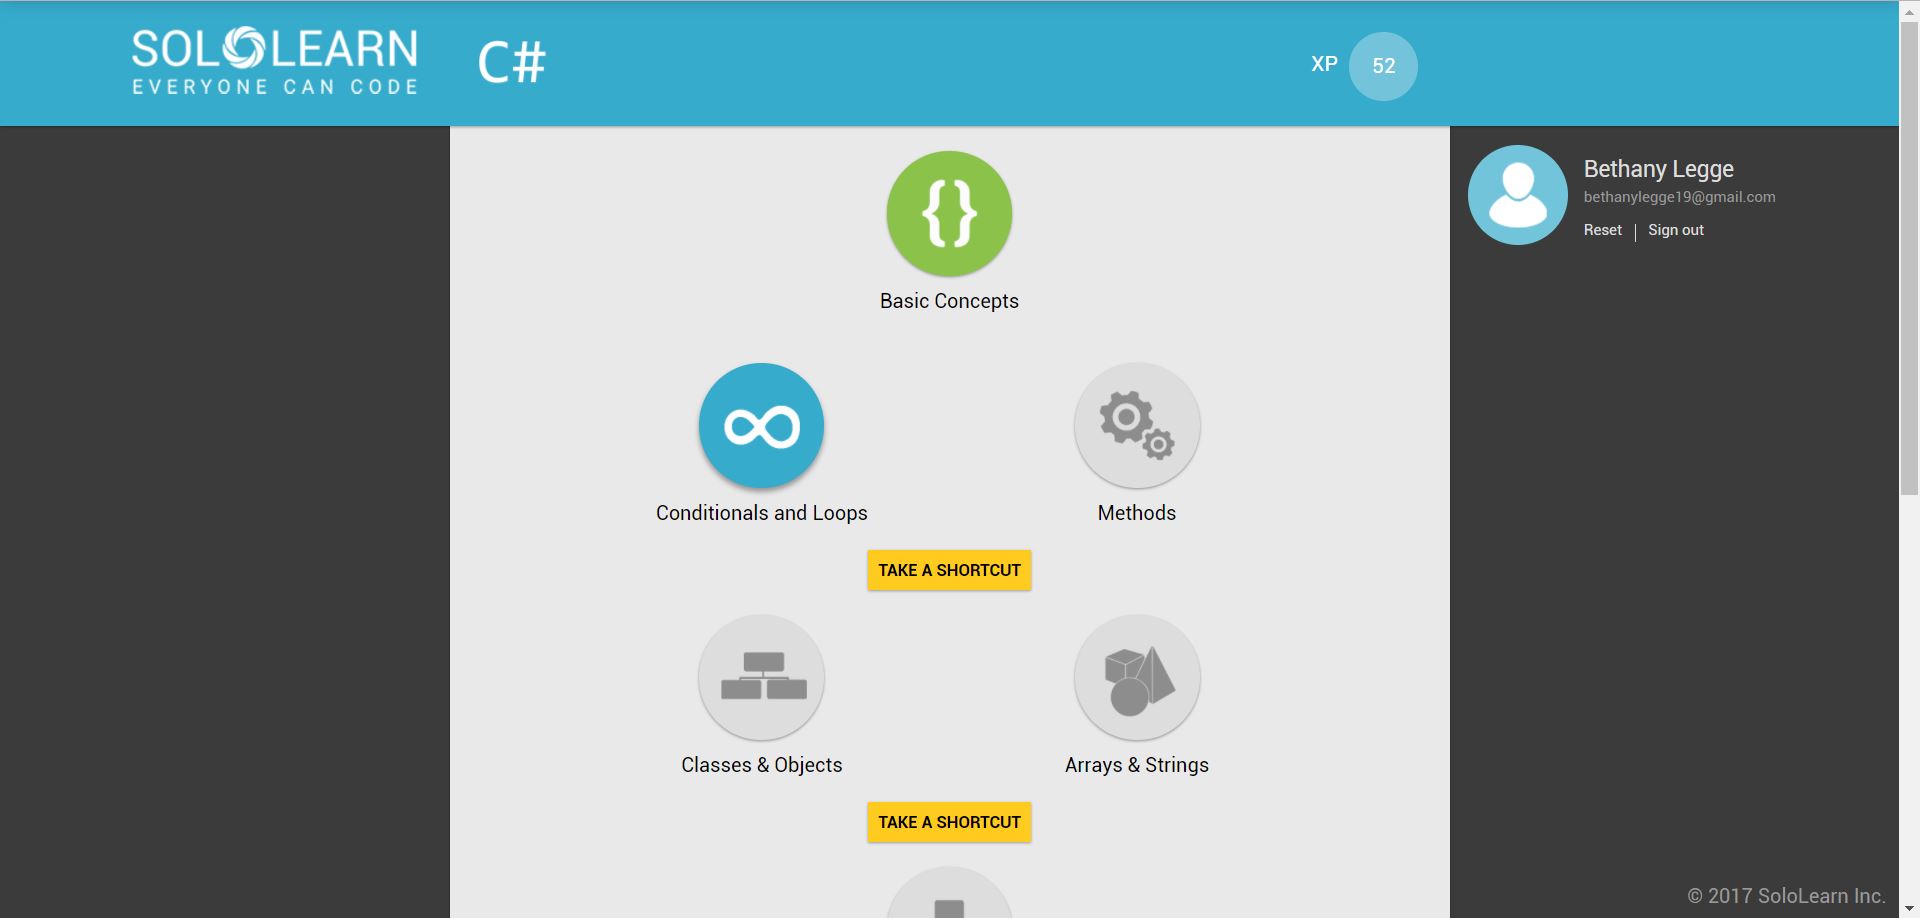 SOLOLEARN
EVERYONE CAN CODE
C#
XP 52
Bethany Legge
bethanylegge19@gmail.com
Reset | Sign out
{}
Basic Concepts
Conditionals and Loops
Methods
TAKE A SHORTCUT
Classes & Objects
Arrays & Strings
TAKE A SHORTCUT
© 2017 SoloLearn Inc.